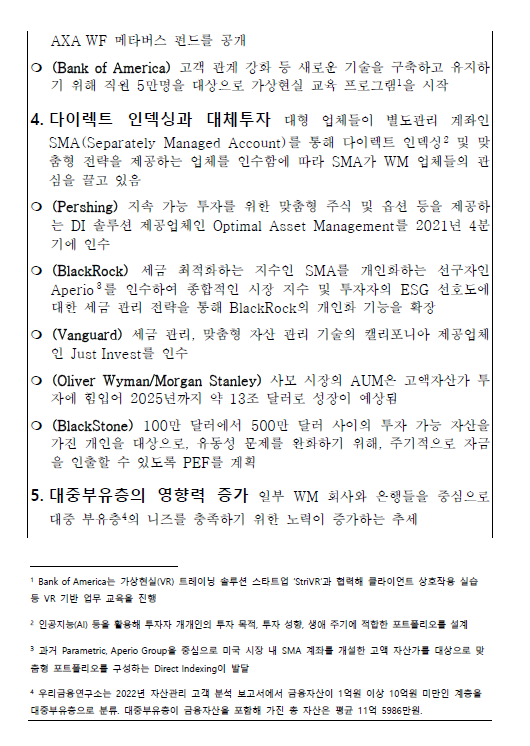 AXA WF 메타버스 펀드를 공개
❍ (Bank of America) 고객 관계 강화 등 새로운 기술을 구축하고 유지하
기 위해 직원 5만명을 대상으로 가상현실 교육 프로그램1을 시작
4. 다이렉트 인덱싱과 대체투자 대형 업체들이 별도관리 계좌인
SMA(Separately Managed Account)를 통해 다이렉트 인덱싱2 및 맞
춤형 전략을 제공하는 업체를 인수함에 따라 SMA가 WM 업체들의 관
심을 끌고 있음
❍ (Pershing) 지속 가능 투자를 위한 맞춤형 주식 및 옵션 등을 제공하
는 DI 솔루션 제공업체인 Optimal Asset Management를 2021년 4분
기에 인수
❍ (BlackRock) 세금 최적화하는 지수인 SMA를 개인화하는 선구자인
Aperio3를 인수하여 종합적인 시장 지수 및 투자자의 ESG 선호도에
대한 세금 관리 전략을 통해 BlackRock의 개인화 기능을 확장
❍ (Vanguard) 세금 관리, 맞춤형 자산 관리 기술의 캘리포니아 제공업체
인 Just Invest를 인수
❍ (Oliver Wyman/Morgan Stanley) 사모 시장의 AUM은 고액자산가 투
자에 힘입어 2025년까지 약 13조 달러로 성장이 예상됨
❍ (BlackStone) 100만 달러에서 500만 달러 사이의 투자 가능 자산을
가진 개인을 대상으로, 유동성 문제를 완화하기 위해, 주기적으로 자금
을 인출할 수 있도록 PEF를 계획
5. 대중부유층의 영향력 증가 일부 WM 회사와 은행들을 중심으로
대중 부유층4의 니즈를 충족하기 위한 노력이 증가하는 추세
1 Bank of America는 가상현실(VR) 트레이닝 솔루션 스타트업 'StriVR'과 협력해 클라이언트 상호작용 실습
등 VR 기반 업무 교육을 진행
2 인공지능(AI) 등을 활용해 투자자 개개인의 투자 목적, 투자 성향, 생애 주기에 적합한 포트폴리오를 설계
3 과거 Parametric, Aperio Group을 중심으로 미국 시장 내 SMA 계좌를 개설한 고액 자산가를 대상으로 맞
춤형 포트폴리오를 구성하는 Direct Indexing이 발달
4 우리금융연구소는 2022년 자산관리 고객 분석 보고서에서 금융자산이 1억원 이상 10억원 미만인 계층을
대중부유층으로 분류. 대중부유층이 금융자산을 포함해 가진 총 자산은 평균 11억 5986만원.